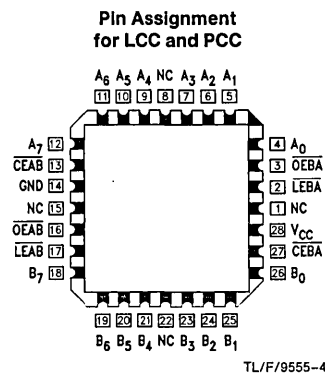 Pin Assignment
for LCC and PCC
A6 A5 A4 NC A3 A2 A1
11 10 9 8 7 6 5
A7 12
CEAB 13
GND 14
NC 15
OEAB 16
LEAB 17
B7 18
4 A0
3 OEBA
2 LEBA
1 NC
28 VCC
27 CEBA
26 B0
19 20 21 22 23 24 25
B6 B5 B4 NC B3 B2 B1
TL/F/9555-4